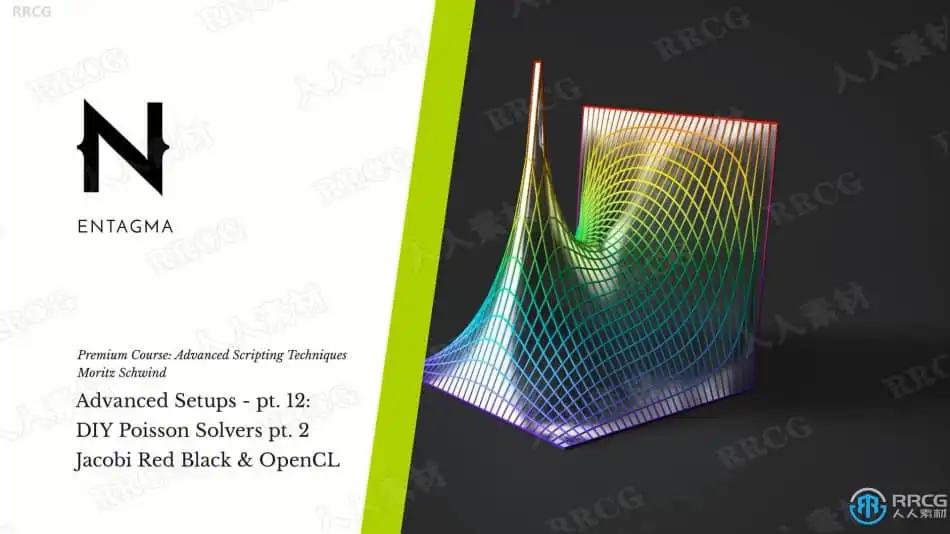 RRCG
ENTAGMA
Premium Course: Advanced Scripting Techniques
Moritz Schwind
Advanced Setups - pt. 12:
DIY Poisson Solvers pt. 2
Jacobi Red Black & OpenCL
RRCG
人人素材